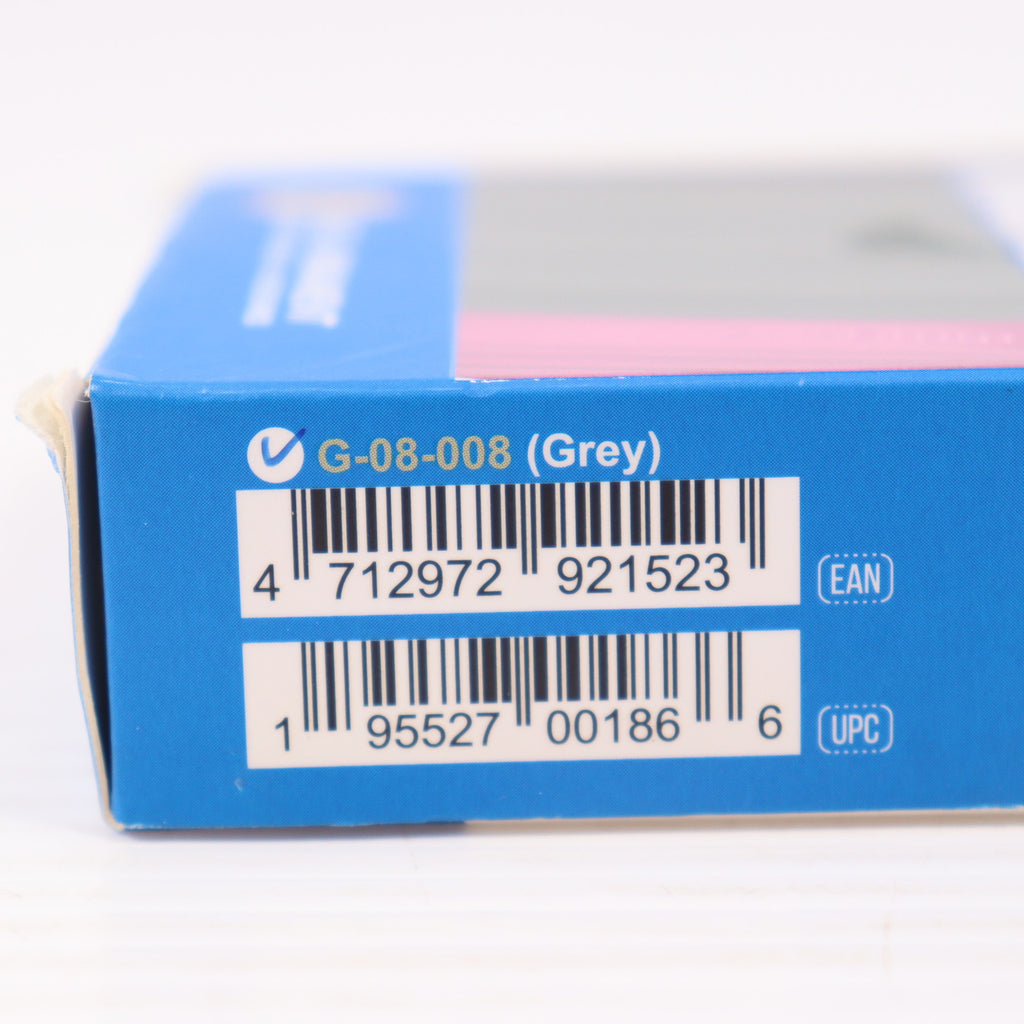 G-08-008 (Grey)
4 712972 921523
EAN
1 95527 00186 6
UPC